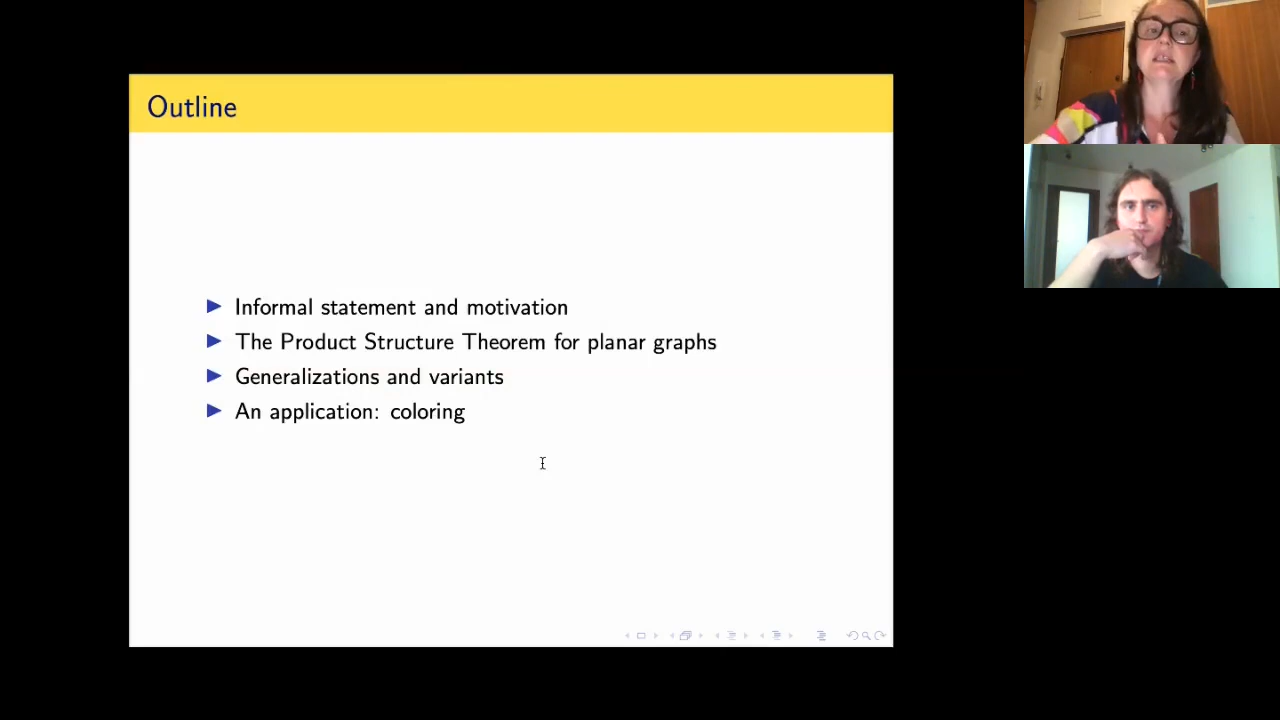 Outline
Informal statement and motivation
The Product Structure Theorem for planar graphs
Generalizations and variants
An application: coloring